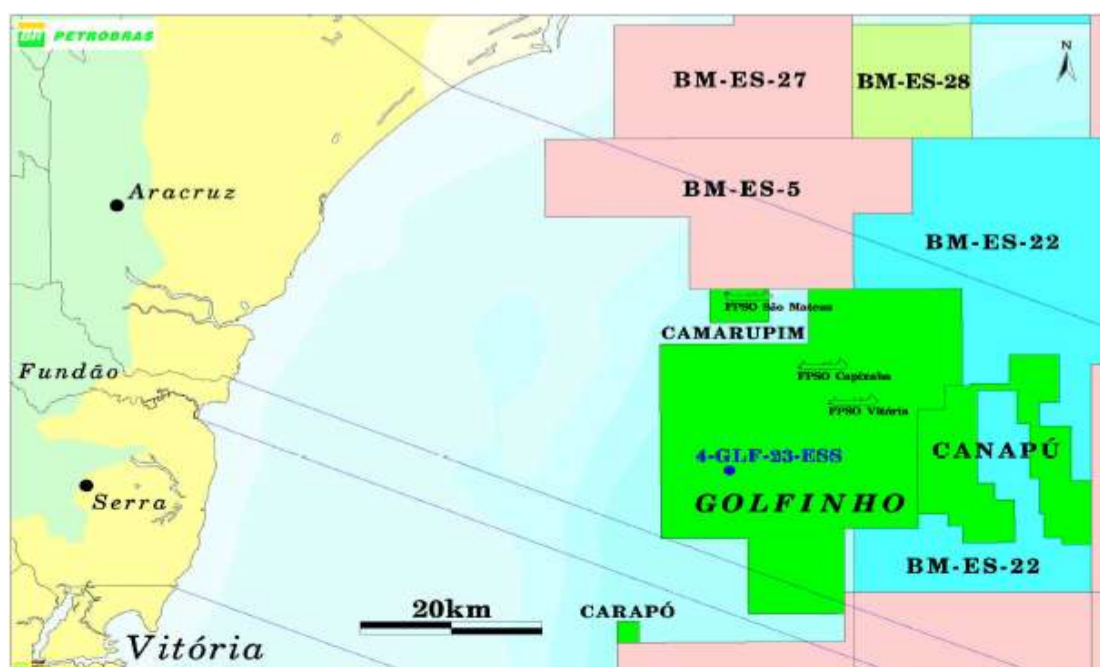 BR PETROBRAS
N
BM-ES-27
BM-ES-28
Aracruz
BM-ES-5
BM-ES-22
FPSO São Mateus
CAMARUPIM
Fundão
FPSO Capixaba
FPSO Vitória
4-GLF-23-ESS
CANAPÚ
Serra
GOLFINHO
BM-ES-22
20km
CARAPÓ
Vitória